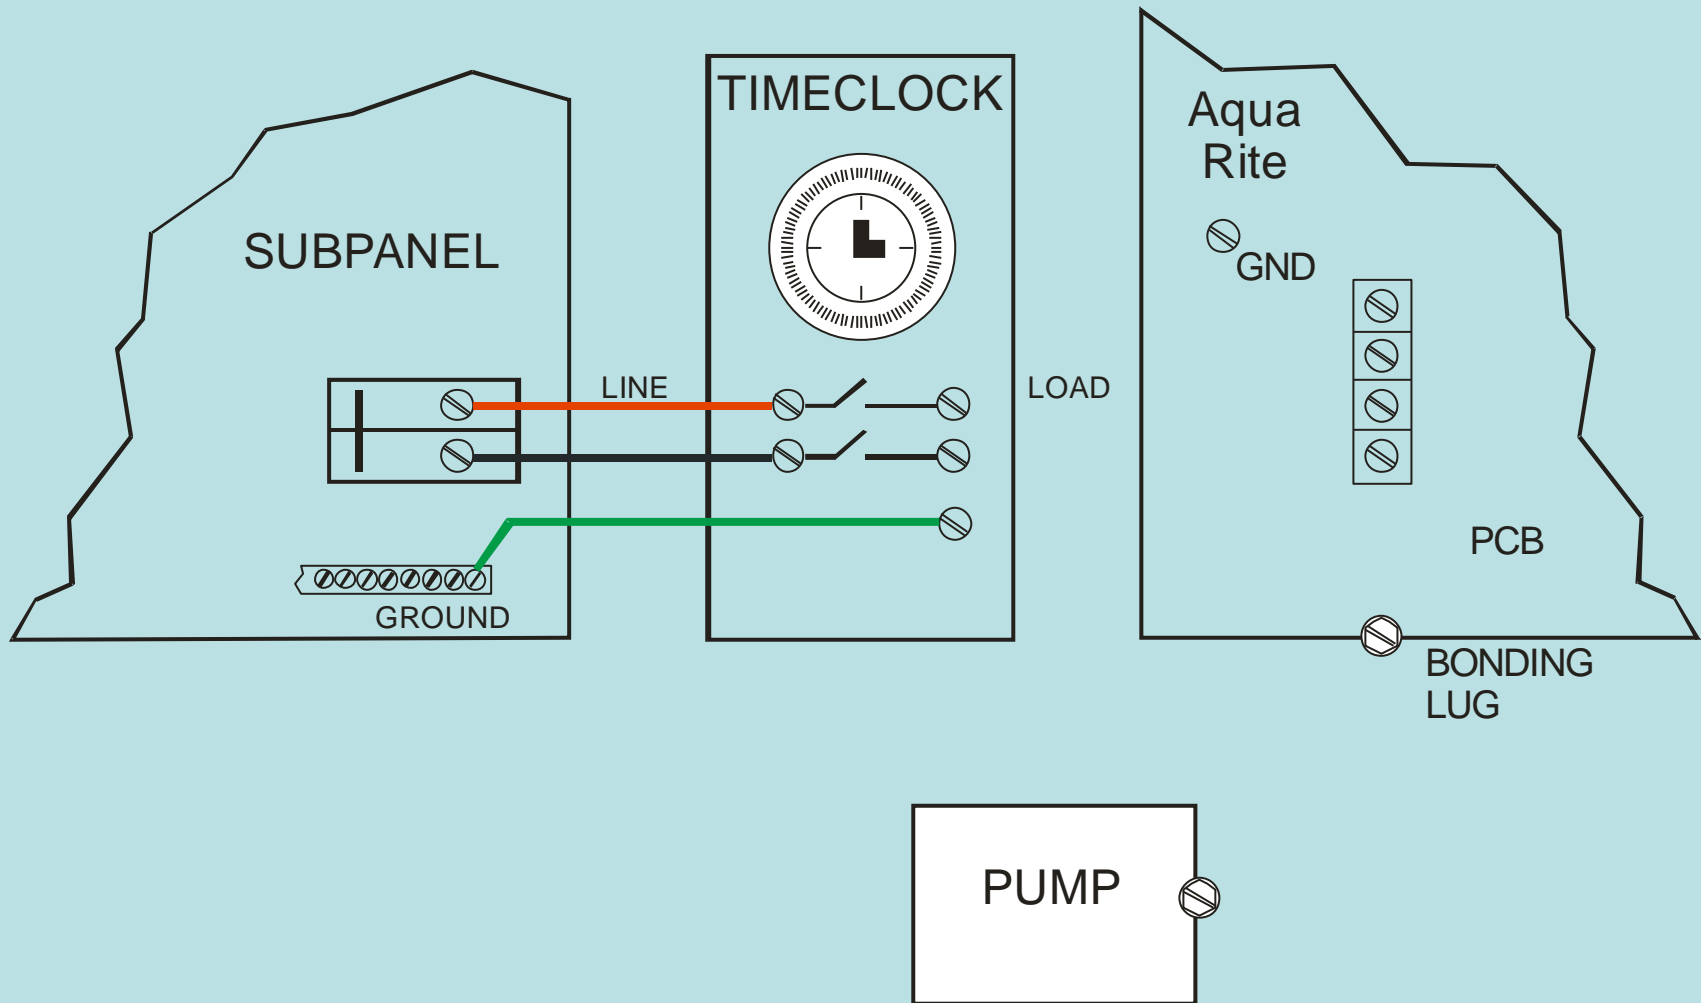 TIMECLOCK
Aqua
Rite
SUBPANEL
GND
LINE
LOAD
PCB
GROUND
BONDING
LUG
PUMP